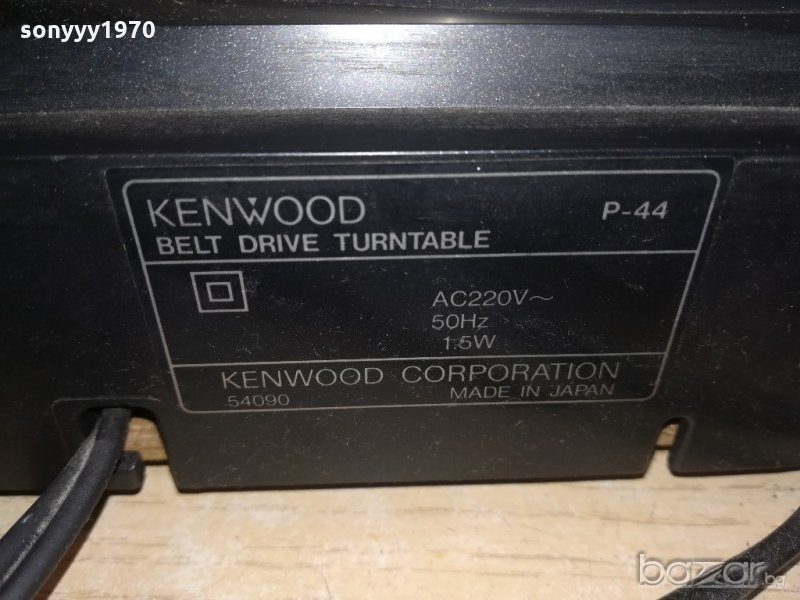 sonyyy1970
KENWOOD P-44
BELT DRIVE TURNTABLE
AC220V~
50Hz
1.5W
KENWOOD CORPORATION
54090 MADE IN JAPAN
bazar.bg